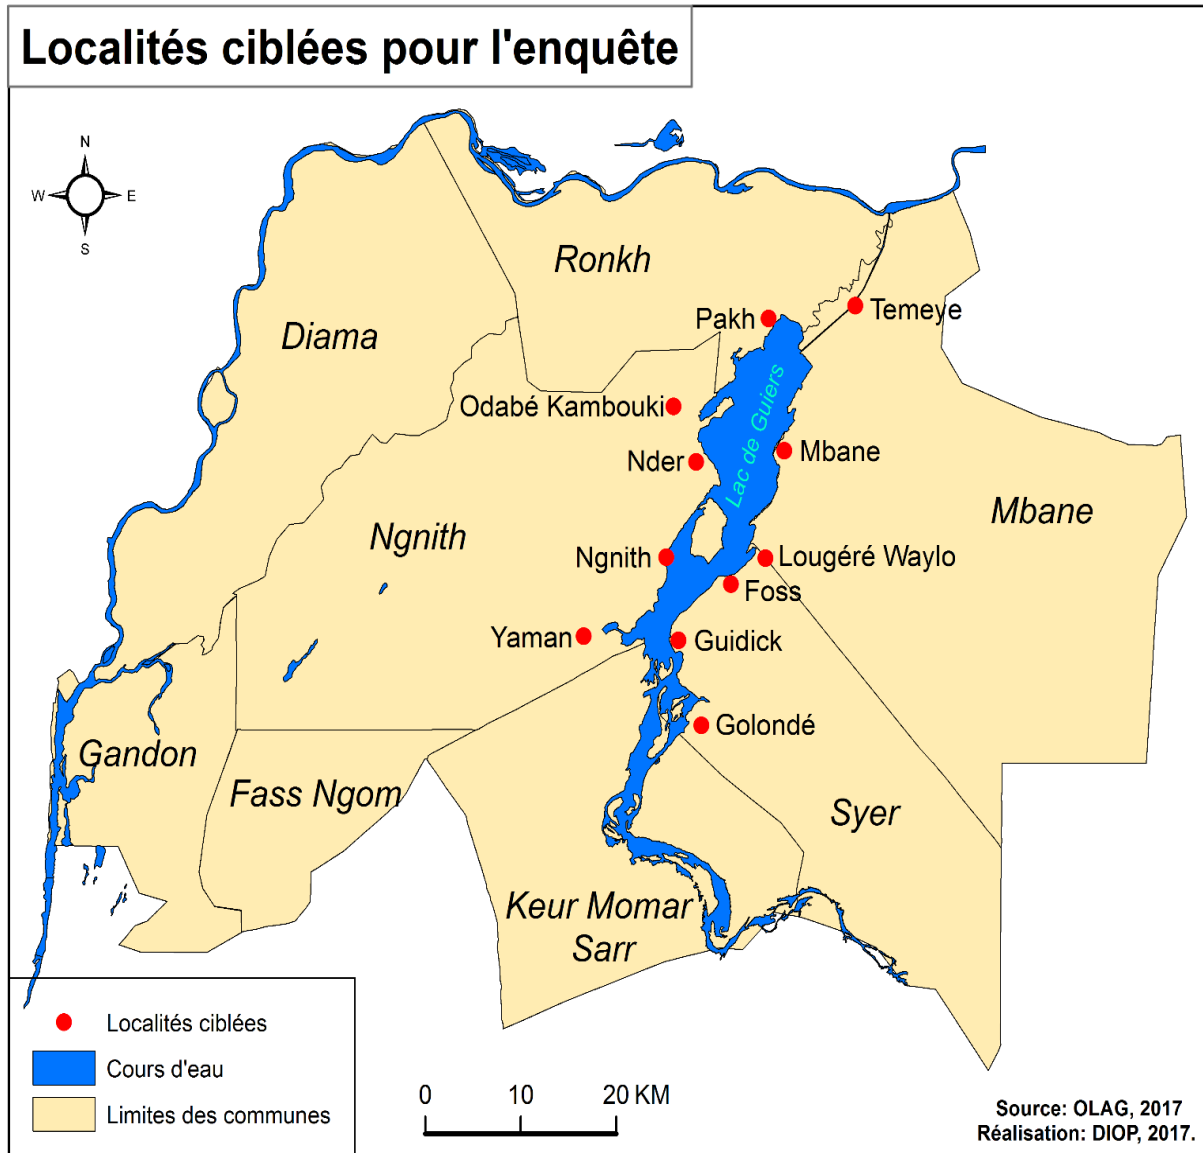 Localités ciblées pour l'enquête
N
W
E
S
Ronkh
Diama
Pakh
Temeye
Lac de Guiers
Odabé Kambouki
Nder
Mbane
Mbane
Ngnith
Ngnith
Lougéré Waylo
Foss
Yaman
Guidick
Golondé
Gandon
Fass Ngom
Syer
Keur Momar
Sarr
Localités ciblées
Cours d'eau
Limites des communes
0 10 20 KM
Source: OLAG, 2017
Réalisation: DIOP, 2017.